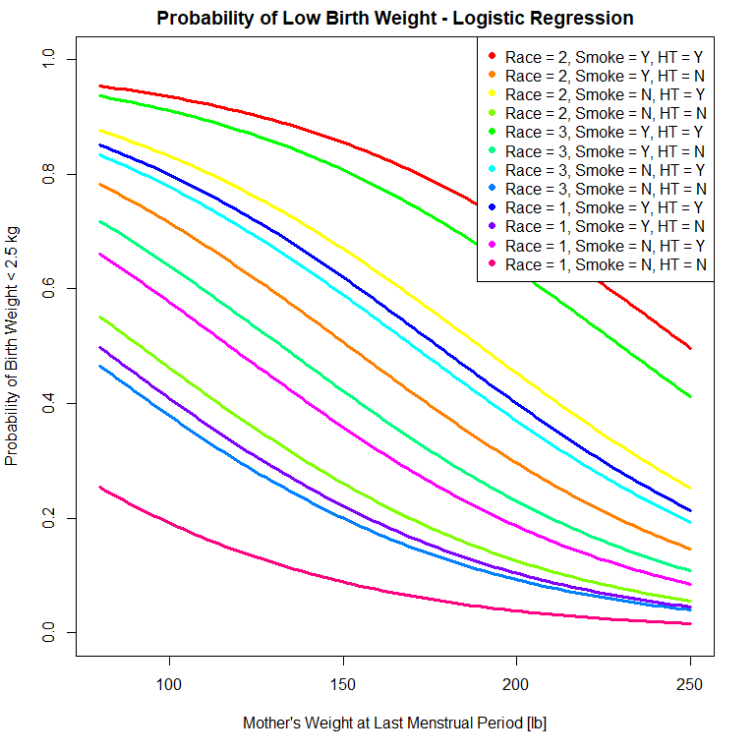 Probability of Low Birth Weight - Logistic Regression
Race = 2, Smoke = Y, HT = Y
Race = 2, Smoke = Y, HT = N
Race = 2, Smoke = N, HT = Y
Race = 2, Smoke = N, HT = N
Race = 3, Smoke = Y, HT = Y
Race = 3, Smoke = Y, HT = N
Race = 3, Smoke = N, HT = Y
Race = 3, Smoke = N, HT = N
Race = 1, Smoke = Y, HT = Y
Race = 1, Smoke = Y, HT = N
Race = 1, Smoke = N, HT = Y
Race = 1, Smoke = N, HT = N
Probability of Birth Weight < 2.5 kg
1.0
0.8
0.6
0.4
0.2
0.0
100 150 200 250
Mother's Weight at Last Menstrual Period [lb]